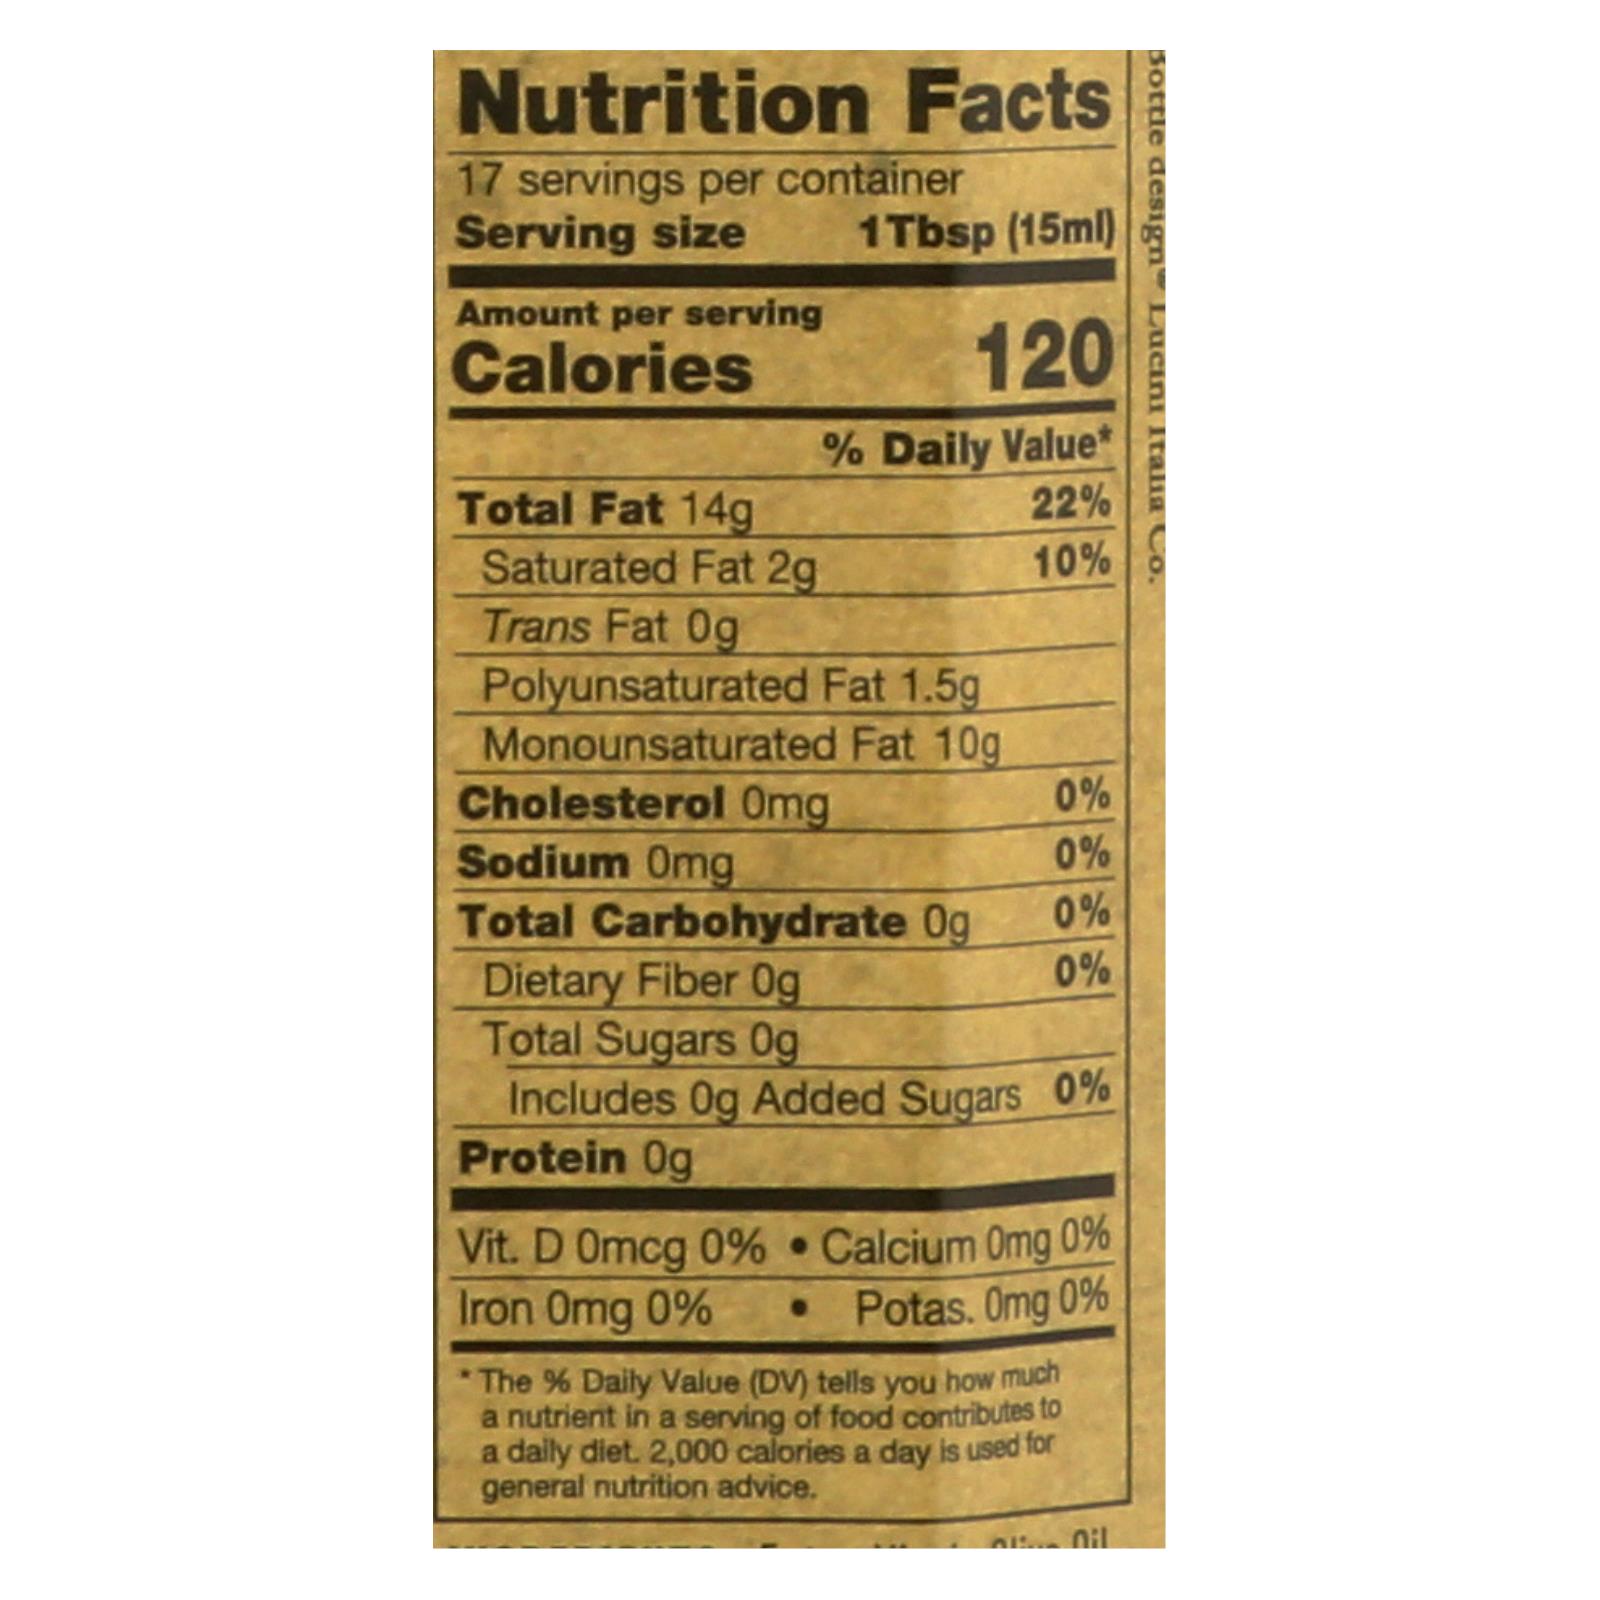 Nutrition Facts
17 servings per container
Serving size 1 Tbsp (15ml)
Amount per serving
Calories 120
% Daily Value*
Total Fat 14g 22%
Saturated Fat 2g 10%
Trans Fat 0g
Polyunsaturated Fat 1.5g
Monounsaturated Fat 10g
Cholesterol 0mg 0%
Sodium 0mg 0%
Total Carbohydrate 0g 0%
Dietary Fiber 0g 0%
Total Sugars 0g
Includes 0g Added Sugars 0%
Protein 0g
Vit. D 0mcg 0% • Calcium 0mg 0%
Iron 0mg 0% • Potas. 0mg 0%
* The % Daily Value (DV) tells you how much
a nutrient in a serving of food contributes to
a daily diet. 2,000 calories a day is used for
general nutrition advice.
Olive Oil
Bottle design® Lucini Italia Co.